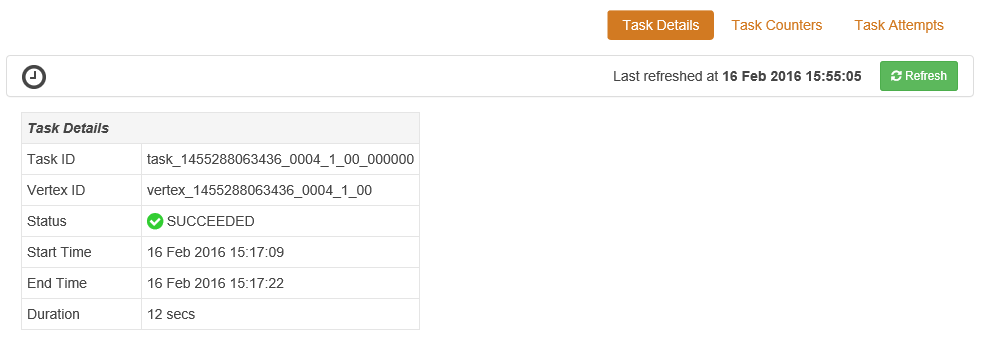 Task Details Task Counters Task Attempts
Last refreshed at 16 Feb 2016 15:55:05 Refresh
Task Details
Task ID task_1455288063436_0004_1_00_000000
Vertex ID vertex_1455288063436_0004_1_00
Status SUCCEEDED
Start Time 16 Feb 2016 15:17:09
End Time 16 Feb 2016 15:17:22
Duration 12 secs